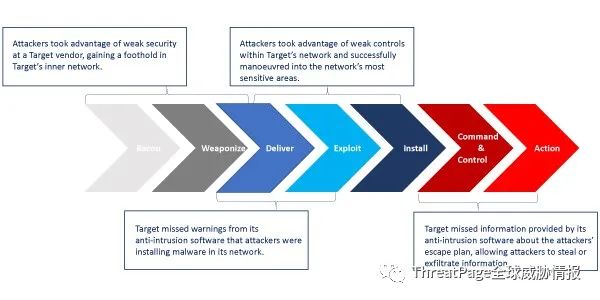 Attackers took advantage of weak security
at a Target vendor, gaining a foothold in
Target's inner network.
Attackers took advantage of weak controls
within Target's network and successfully
manoeuvred into the network's most
sensitive areas.
Recon
Weaponize
Deliver
Exploit
Install
Command
&
Control
Action
Target missed warnings from its
anti-intrusion software that attackers were
installing malware in its network.
Target missed information provided by its
anti-intrusion software about the attackers'
escape plan, allowing attackers to steal or
exfiltrate information.
ThreatPage全球威胁情报